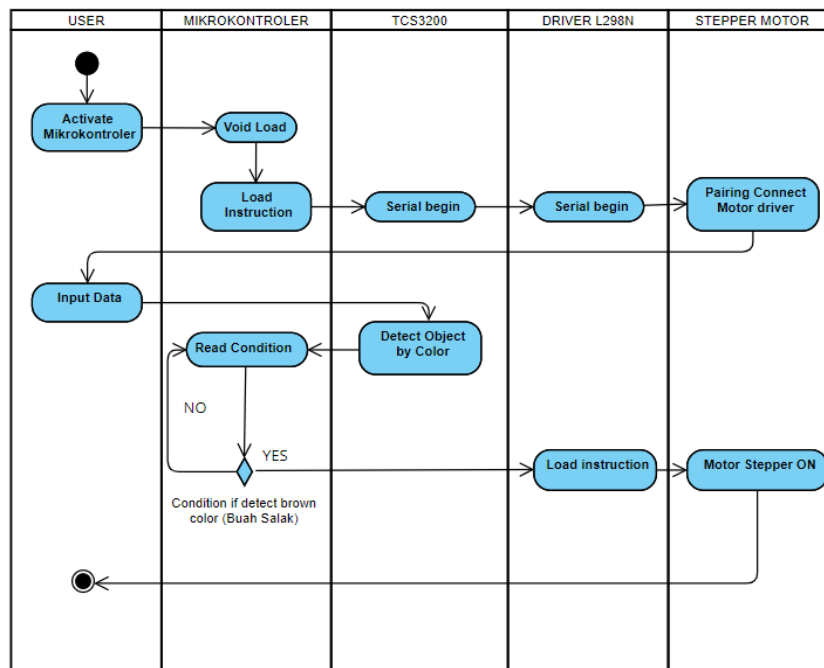 USER
MIKROKONTROLER
TCS3200
DRIVER L298N
STEPPER MOTOR
Activate
Mikrokontroler
Void Load
Load
Instruction
Serial begin
Serial begin
Pairing Connect
Motor driver
Input Data
Detect Object
by Color
Read Condition
NO
YES
Condition if detect brown
color (Buah Salak)
Load instruction
Motor Stepper ON